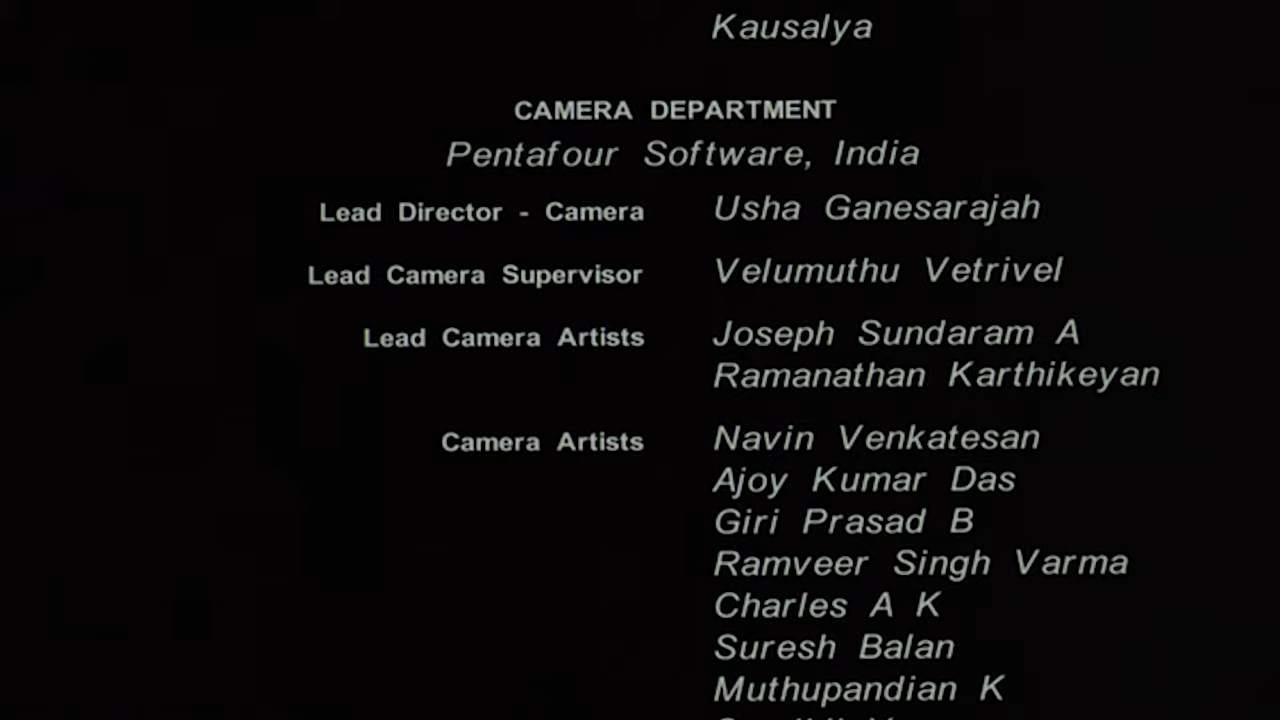 Kausalya
CAMERA DEPARTMENT
Pentafour Software, India
Lead Director - Camera Usha Ganesarajah
Lead Camera Supervisor Velumuthu Vetrivel
Lead Camera Artists Joseph Sundaram A
Ramanathan Karthikeyan
Camera Artists Navin Venkatesan
Ajoy Kumar Das
Giri Prasad B
Ramveer Singh Varma
Charles A K
Suresh Balan
Muthupandian K